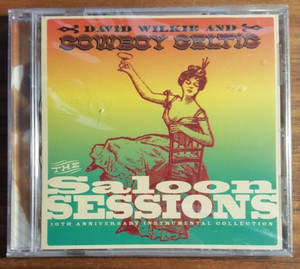 DAVID WILKIE AND
COWBOY CELTIC
THE
Saloon
SESSIONS
10TH ANNIVERSARY INSTRUMENTAL COLLECTION